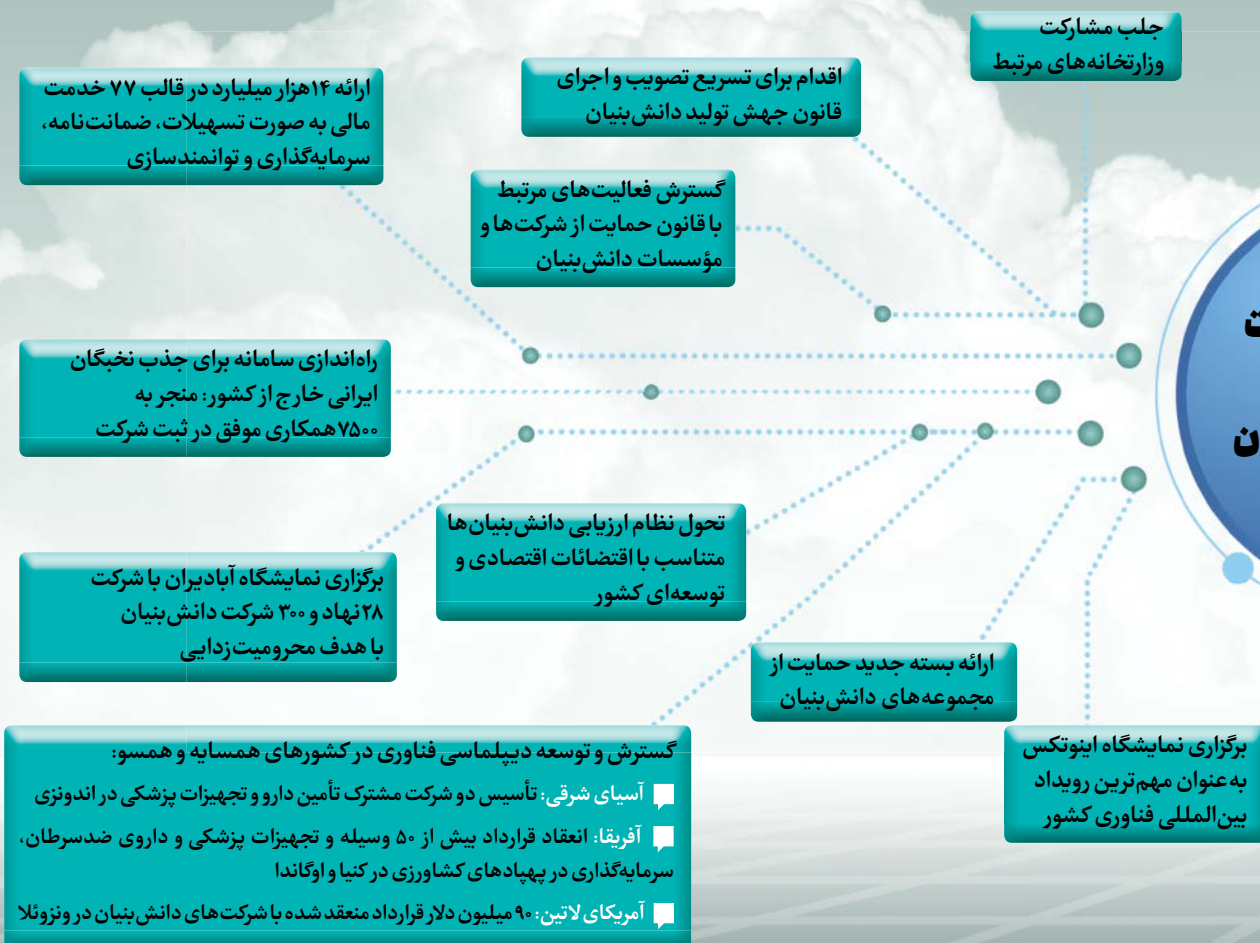 جلب مشارکت
وزارتخانه‌های مرتبط
اقدام برای تسریع تصویب و اجرای
قانون جهش تولید دانش‌بنیان
ارائه ۱۴هزار میلیارد در قالب ۷۷ خدمت
مالی به صورت تسهیلات، ضمانت‌نامه،
سرمایه‌گذاری و توانمندسازی
گسترش فعالیت‌های مرتبط
با قانون حمایت از شرکت‌ها و
مؤسسات دانش‌بنیان
راه‌اندازی سامانه برای جذب نخبگان
ایرانی خارج از کشور: منجر به
۷۵۰۰همکاری موفق در ثبت شرکت
تحول نظام ارزیابی دانش‌بنیان‌ها
متناسب با اقتضائات اقتصادی و
توسعه‌ای کشور
برگزاری نمایشگاه آبادیران با شرکت
۲۸نهاد و ۳۰۰ شرکت دانش‌بنیان
با هدف محرومیت‌زدایی
ارائه بسته جدید حمایت از
مجموعه‌های دانش‌بنیان
برگزاری نمایشگاه اینوتکس
به‌عنوان مهم‌ترین رویداد
بین‌المللی فناوری کشور
گسترش و توسعه دیپلماسی فناوری در کشورهای همسایه و همسو:
آسیای شرقی: تأسیس دو شرکت مشترک تأمین دارو و تجهیزات پزشکی در اندونزی
آفریقا: انعقاد قرارداد بیش از ۵۰ وسیله و تجهیزات پزشکی و داروی ضدسرطان،
سرمایه‌گذاری در پهپادهای کشاورزی در کنیا و اوگاندا
آمریکای لاتین: ۹۰میلیون دلار قرارداد منعقد شده با شرکت‌های دانش‌بنیان در ونزوئلا